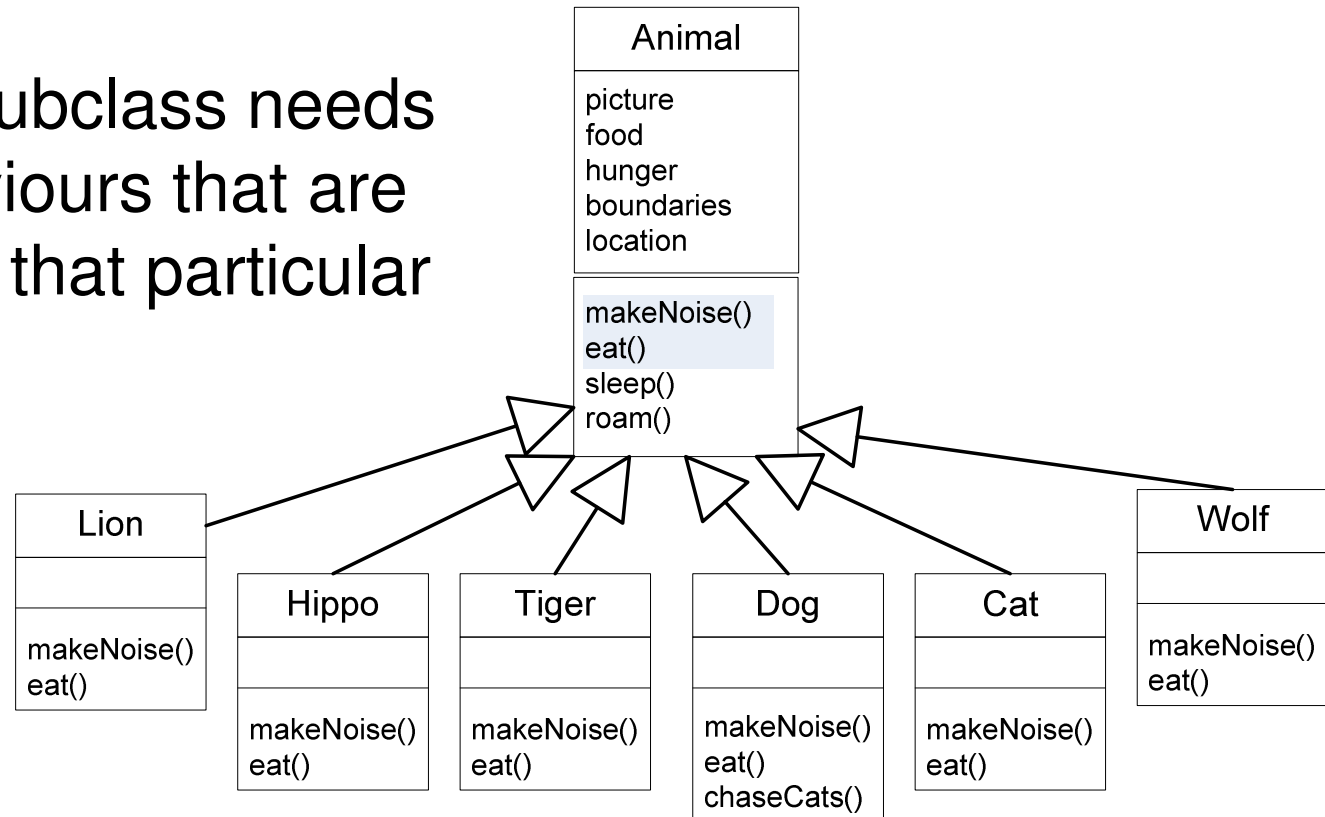 ubclass needs
viours that are
that particular
Animal
picture
food
hunger
boundaries
location
makeNoise()
eat()
sleep()
roam()
Lion
makeNoise()
eat()
Hippo
makeNoise()
eat()
Tiger
makeNoise()
eat()
Dog
makeNoise()
eat()
chaseCats()
Cat
makeNoise()
eat()
Wolf
makeNoise()
eat()